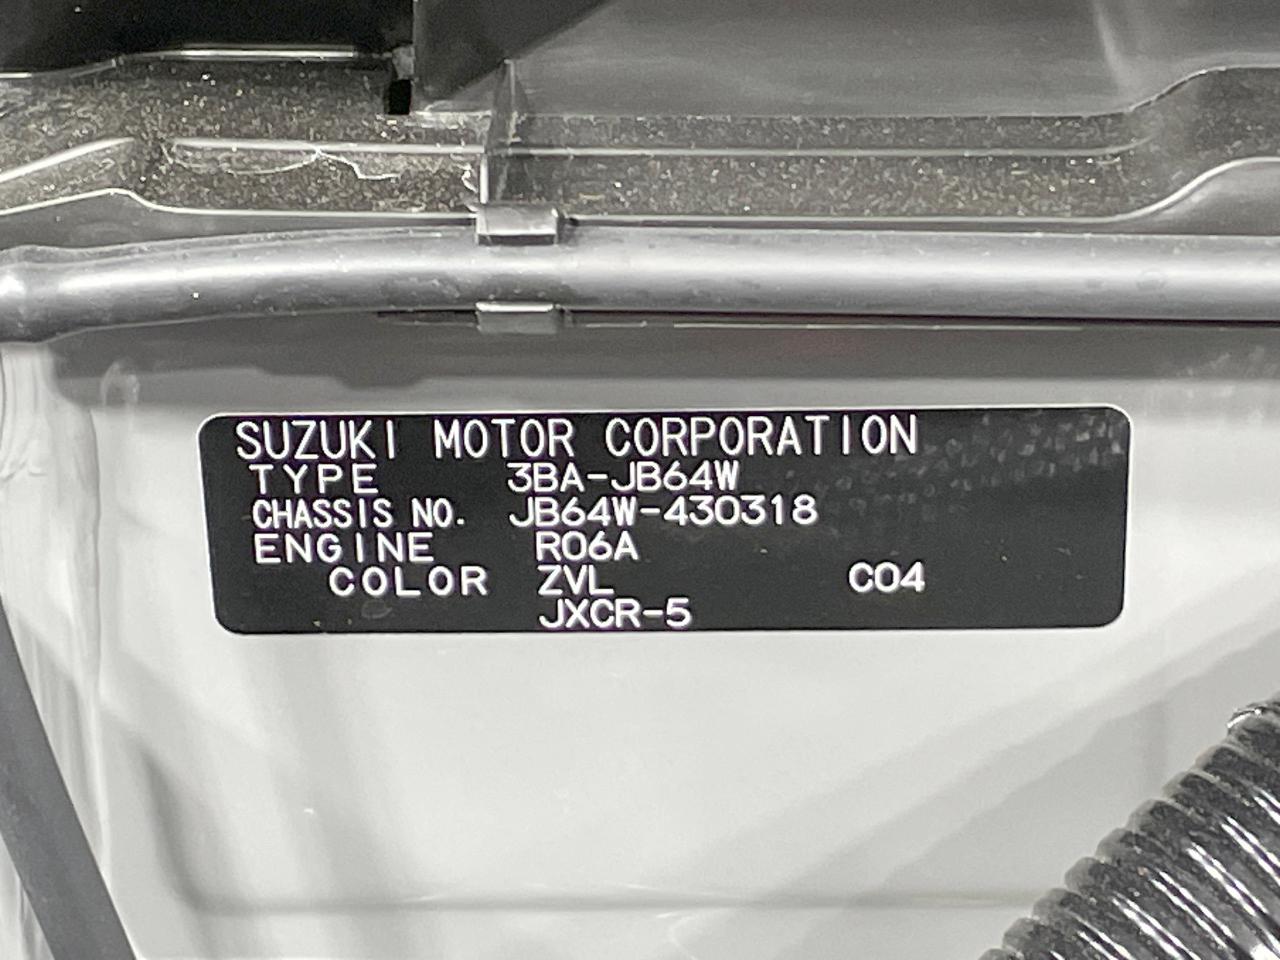 SUZUKI MOTOR CORPORATION
TYPE 3BA-JB64W
CHASSIS NO. JB64W-430318
ENGINE R06A
COLOR ZVL C04
JXCR-5